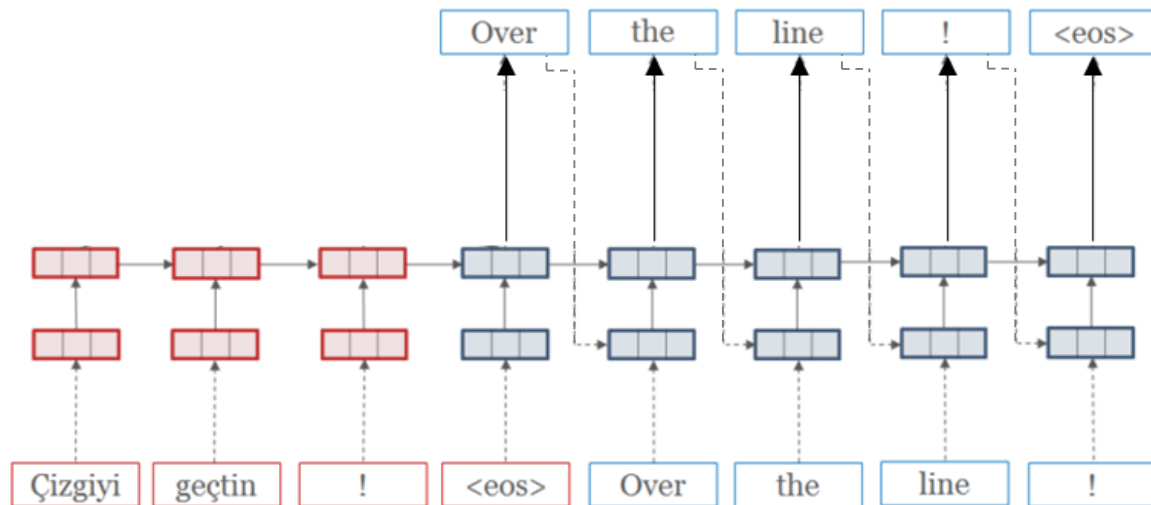 Over the line ! <eos>
Çizgiyi geçtin ! <eos> Over the line !